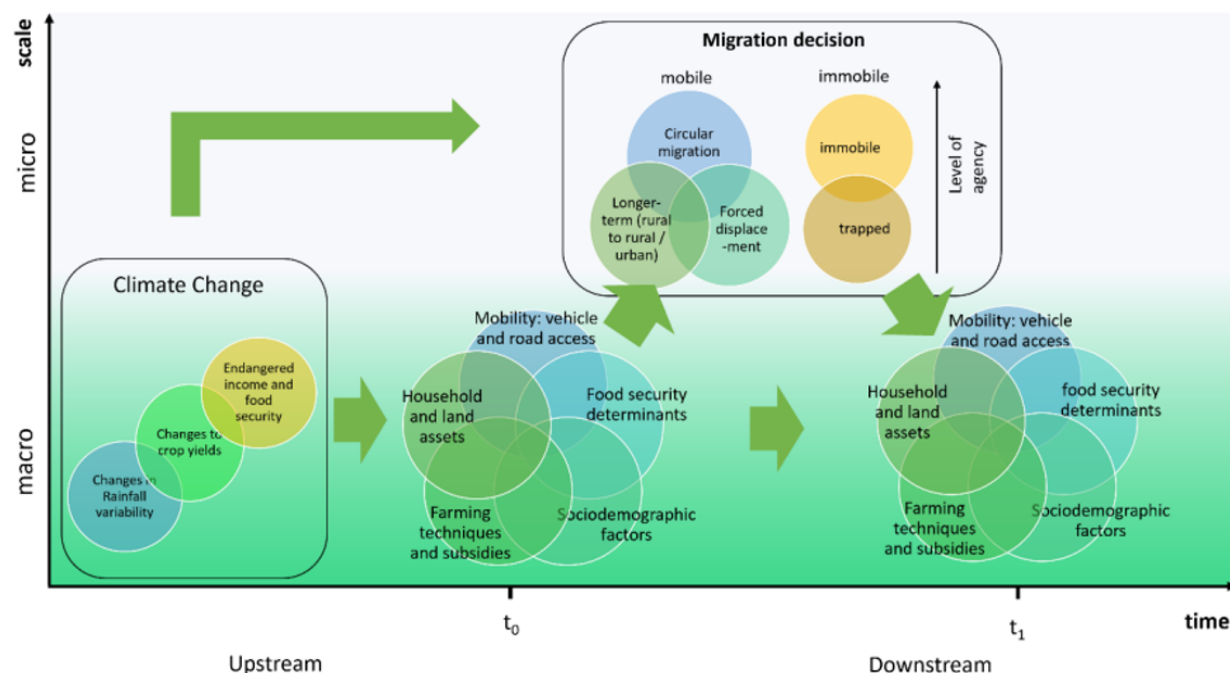 scale
micro
macro
Migration decision
mobile
immobile
Circular
migration
Longer-
term (rural
to rural /
urban)
Forced
displace
-ment
immobile
trapped
Level of
agency
Climate Change
Endangered
income and
food
security
Changes to
crop yields
Changes in
Rainfall
variability
Mobility: vehicle
and road access
Household
and land
assets
Food security
determinants
Farming
techniques
and subsidies
Sociodemographic
factors
Mobility: vehicle
and road access
Household
and land
assets
food security
determinants
Farming
techniques
and subsidies
Sociodemographic
factors
t₀
t₁
time
Upstream
Downstream